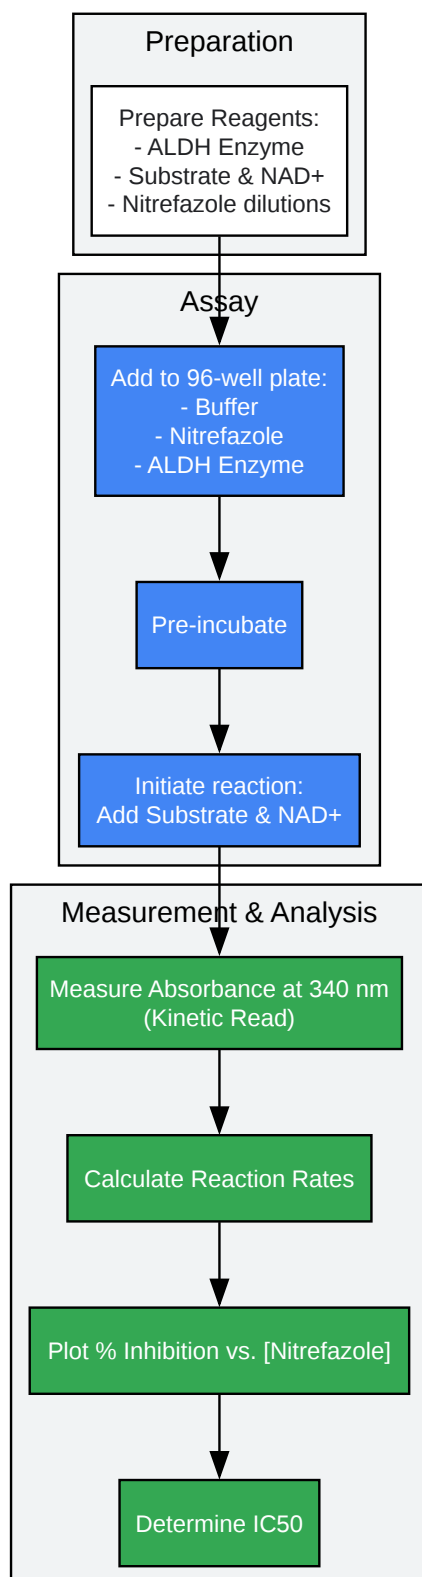 Preparation
Prepare Reagents:
- ALDH Enzyme
- Substrate & NAD+
- Nitrefazole dilutions
Assay
Add to 96-well plate:
- Buffer
- Nitrefazole
- ALDH Enzyme
Pre-incubate
Initiate reaction:
Add Substrate & NAD+
Measurement & Analysis
Measure Absorbance at 340 nm
(Kinetic Read)
Calculate Reaction Rates
Plot % Inhibition vs. [Nitrefazole]
Determine IC50